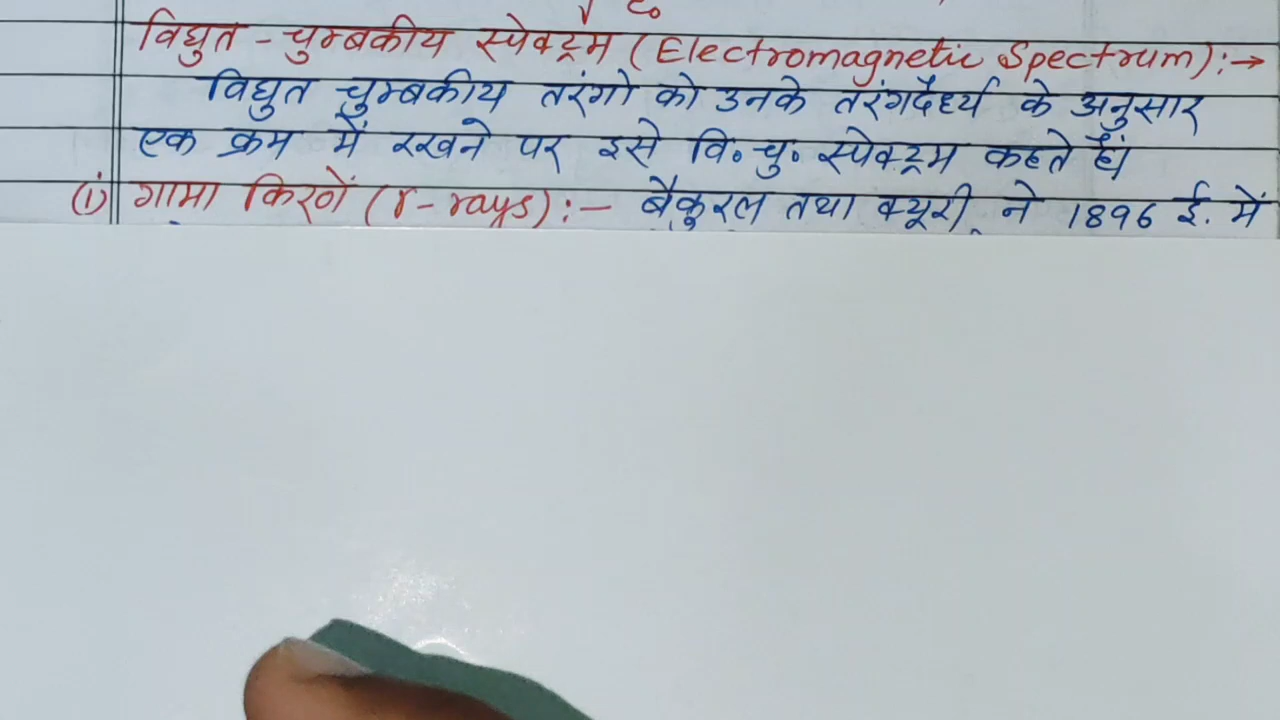 विद्युत - चुम्बकीय स्पेक्ट्रम (Electromagnetic Spectrum) :→
विद्युत चुम्बकीय तरंगो को उनके तरंगदैर्ध्य के अनुसार
एक क्रम में रखने पर इसे वि॰ चु॰ स्पेक्ट्रम कहते हैं
(i) गामा किरणें (γ-rays) :- बैकुरल तथा क्यूरी ने 1896 ई. में